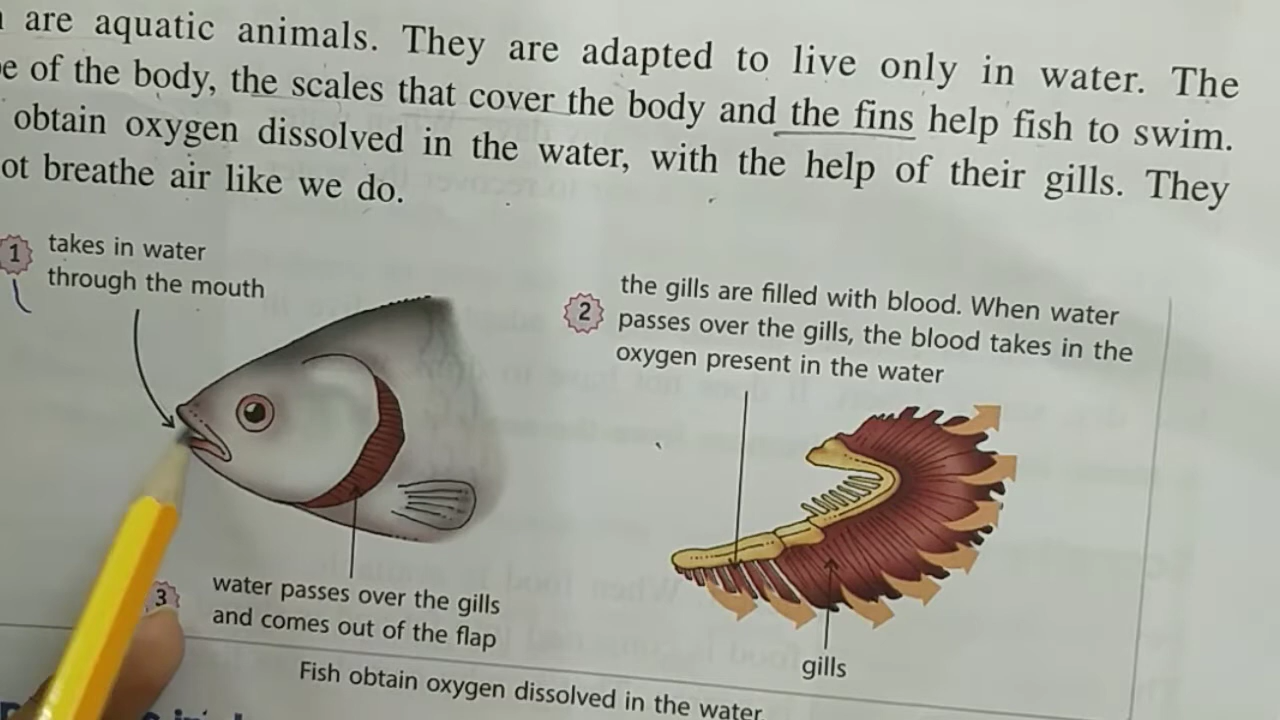 are aquatic animals. They are adapted to live only in water. The
of the body, the scales that cover the body and the fins help fish to swim.
obtain oxygen dissolved in the water, with the help of their gills. They
breathe air like we do.
1
takes in water
through the mouth
2
the gills are filled with blood. When water
passes over the gills, the blood takes in the
oxygen present in the water
3
water passes over the gills
and comes out of the flap
gills
Fish obtain oxygen dissolved in the water